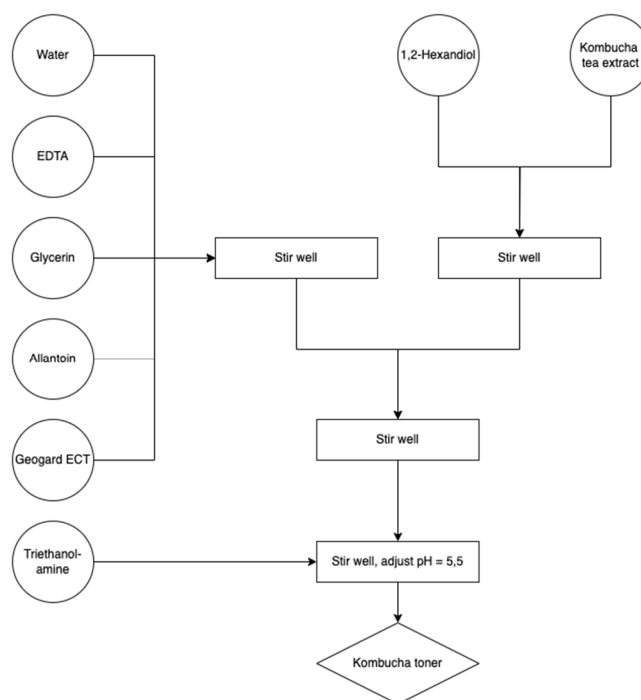 Water
1,2-Hexandiol
Kombucha
tea extract
EDTA
Glycerin
Stir well
Stir well
Allantoin
Stir well
Geogard ECT
Triethanol-
amine
Stir well, adjust pH = 5,5
Kombucha toner